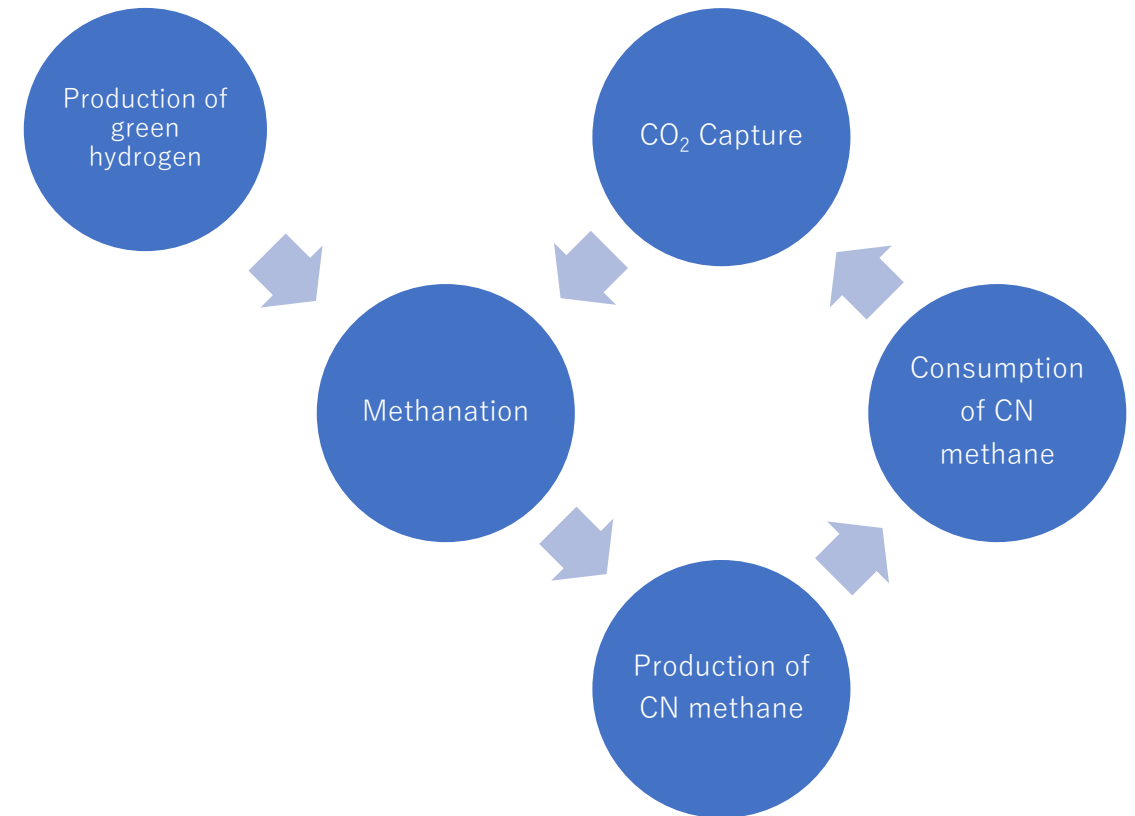 Production of
green
hydrogen
CO₂ Capture
Methanation
Consumption
of CN
methane
Production of
CN methane